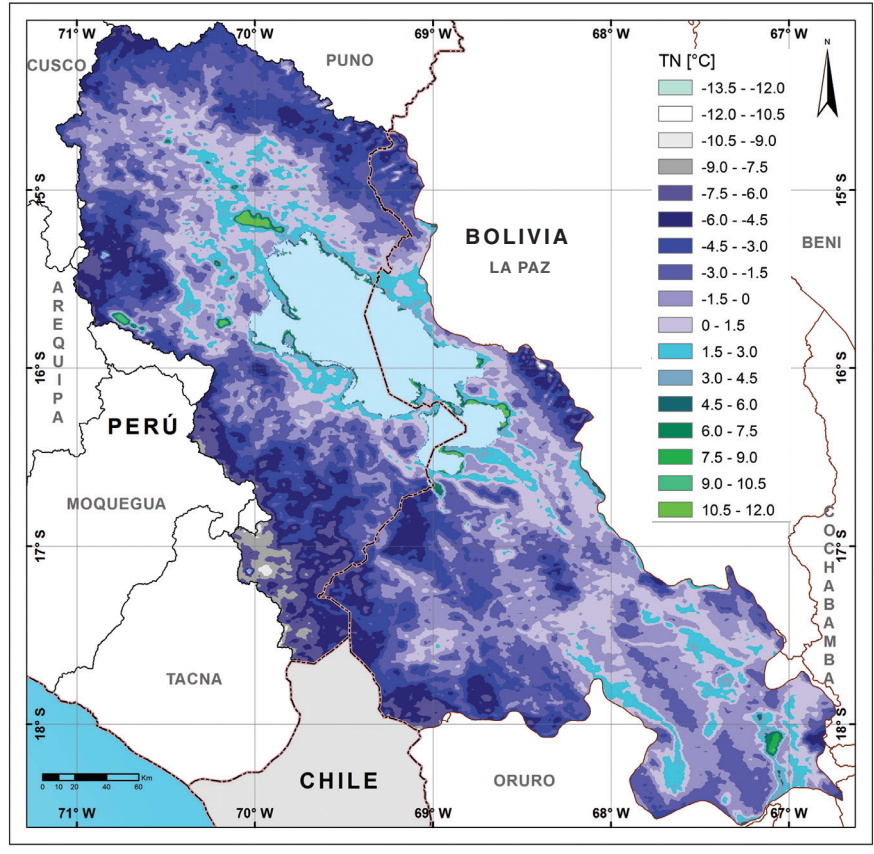 71°W 70°W 69°W 68°W 67°W
N
CUSCO
PUNO
TN [°C]
-13.5 - -12.0
-12.0 - -10.5
-10.5 - -9.0
-9.0 - -7.5
-7.5 - -6.0
-6.0 - -4.5
-4.5 - -3.0
-3.0 - -1.5
-1.5 - 0
0 - 1.5
1.5 - 3.0
3.0 - 4.5
4.5 - 6.0
6.0 - 7.5
7.5 - 9.0
9.0 - 10.5
10.5 - 12.0
15°S
15°S
BOLIVIA
LA PAZ
BENI
AREQUIPA
16°S
16°S
PERÚ
MOQUEGUA
COCHABAMBA
17°S
17°S
TACNA
18°S
18°S
CHILE
ORURO
Km
0 10 20 40 60
71°W 70°W 69°W 68°W 67°W